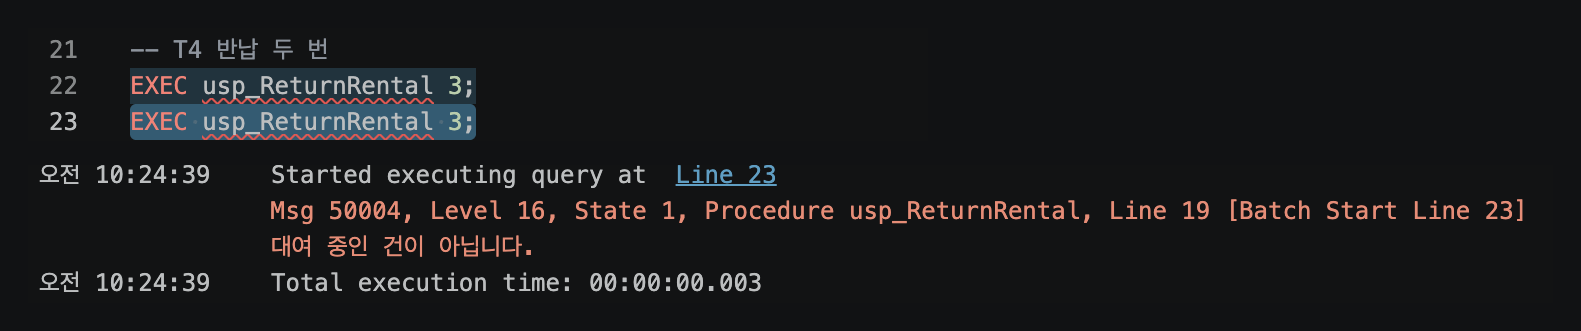 21 -- T4 반납 두 번
22 EXEC usp_ReturnRental 3;
23 EXEC usp_ReturnRental 3;
오전 10:24:39 Started executing query at Line 23
Msg 50004, Level 16, State 1, Procedure usp_ReturnRental, Line 19 [Batch Start Line 23]
대여 중인 건이 아닙니다.
오전 10:24:39 Total execution time: 00:00:00.003